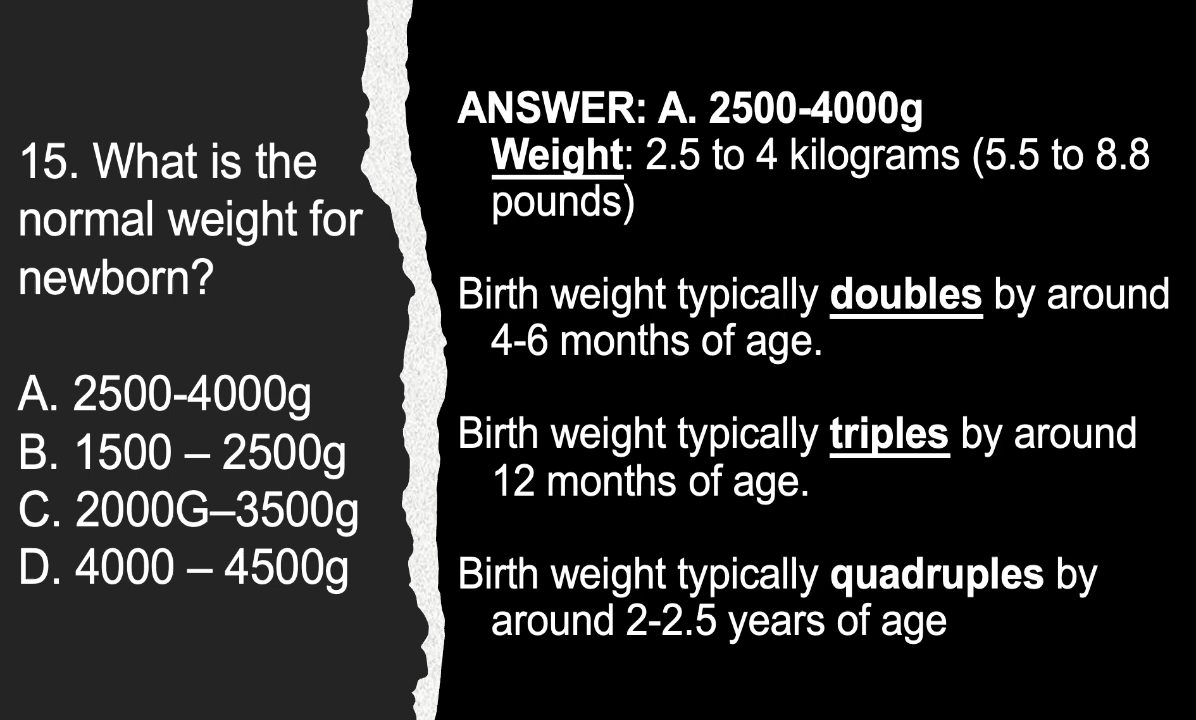 15. What is the
normal weight for
newborn?
A. 2500-4000g
B. 1500 – 2500g
C. 2000G–3500g
D. 4000 – 4500g
ANSWER: A. 2500-4000g
Weight: 2.5 to 4 kilograms (5.5 to 8.8
pounds)
Birth weight typically doubles by around
4-6 months of age.
Birth weight typically triples by around
12 months of age.
Birth weight typically quadruples by
around 2-2.5 years of age